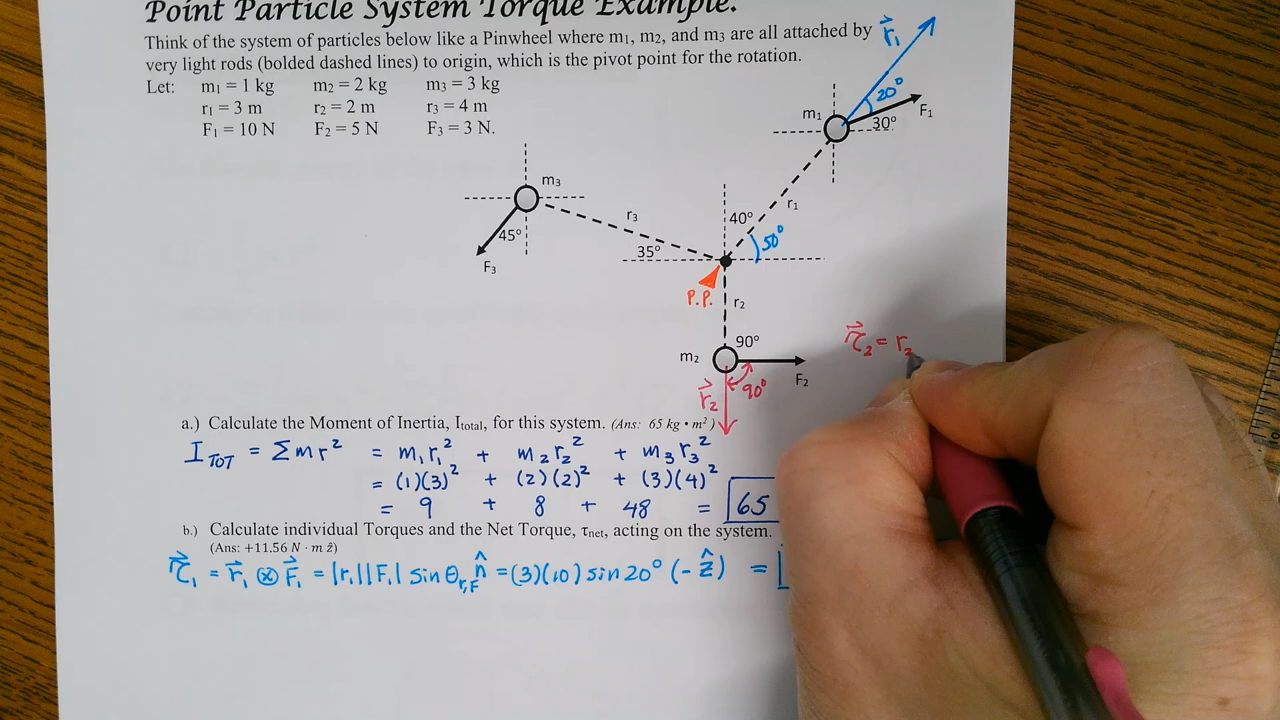 Point Particle System Torque Example.
Think of the system of particles below like a Pinwheel where m₁, m₂, and m₃ are all attached by
very light rods (bolded dashed lines) to origin, which is the pivot point for the rotation.
Let: m₁ = 1 kg m₂ = 2 kg m₃ = 3 kg
r₁ = 3 m r₂ = 2 m r₃ = 4 m
F₁ = 10 N F₂ = 5 N F₃ = 3 N.
r⃗₁
20°
F₁
m₁
30°
m₃
r₁
r₃
40°
45°
50°
35°
F₃
P.P.
r₂
τ⃗₂ = r₂
90°
m₂
F₂
r⃗₂
90°
a.) Calculate the Moment of Inertia, Iₜₒₜₐₗ, for this system. (Ans: 65 kg • m²)
I_TOT = Σmr² = m₁r₁² + m₂r₂² + m₃r₃²
= (1)(3)² + (2)(2)² + (3)(4)²
= 9 + 8 + 48 = 65
b.) Calculate individual Torques and the Net Torque, τₙₑₜ, acting on the system.
(Ans: +11.56 N · m ẑ)
τ⃗₁ = r⃗₁ ⊗ F⃗₁ = |r₁||F₁| sin θ_r,F n̂ = (3)(10) sin 20° (-ẑ) =